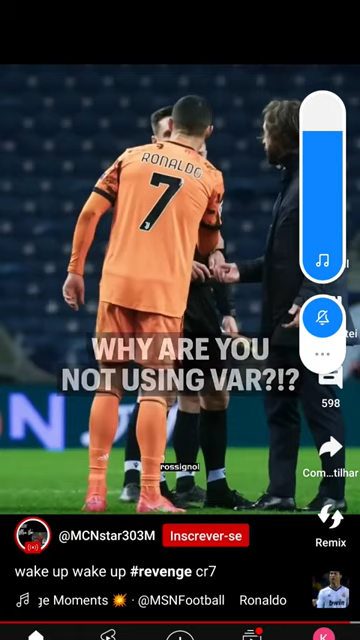 RONALDO
7
WHY ARE YOU
NOT USING VAR?!?
rossignol
598
Com…tilhar
Remix
@MCNstar303M
Inscrever-se
wake up wake up #revenge cr7
ge Moments 💥 · @MSNFootball Ronaldo
K